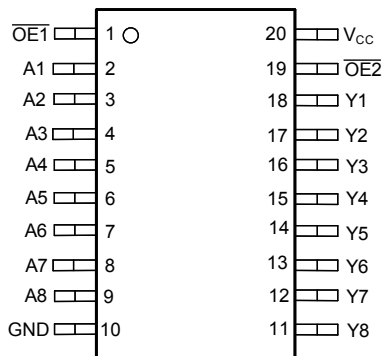 O̅E̅1̅ 1 20 VCC
A1 2 19 O̅E̅2̅
A2 3 18 Y1
A3 4 17 Y2
A4 5 16 Y3
A5 6 15 Y4
A6 7 14 Y5
A7 8 13 Y6
A8 9 12 Y7
GND 10 11 Y8